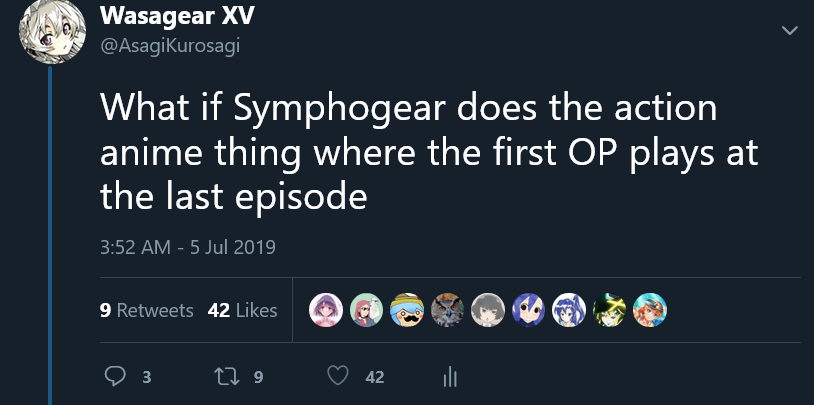 Wasagear XV
@AsagiKurosagi
What if Symphogear does the action
anime thing where the first OP plays at
the last episode
3:52 AM - 5 Jul 2019
9 Retweets 42 Likes
3 9 42